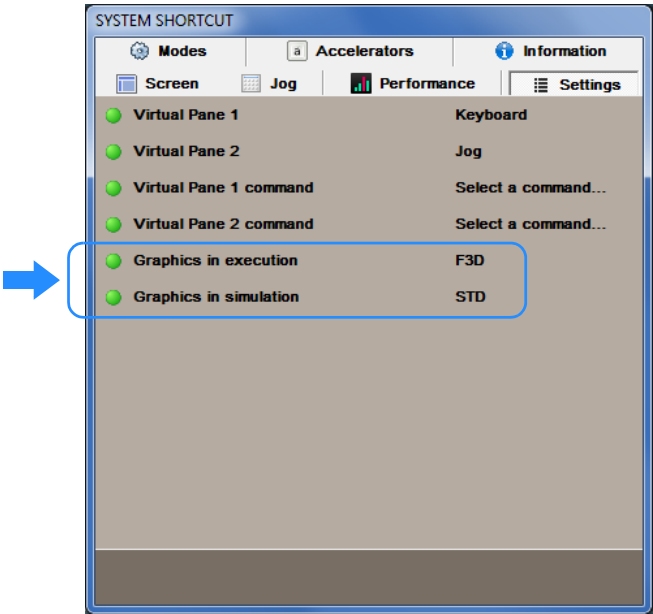 SYSTEM SHORTCUT
Modes a Accelerators i Information
Screen Jog Performance Settings
Virtual Pane 1 Keyboard
Virtual Pane 2 Jog
Virtual Pane 1 command Select a command...
Virtual Pane 2 command Select a command...
Graphics in execution F3D
Graphics in simulation STD